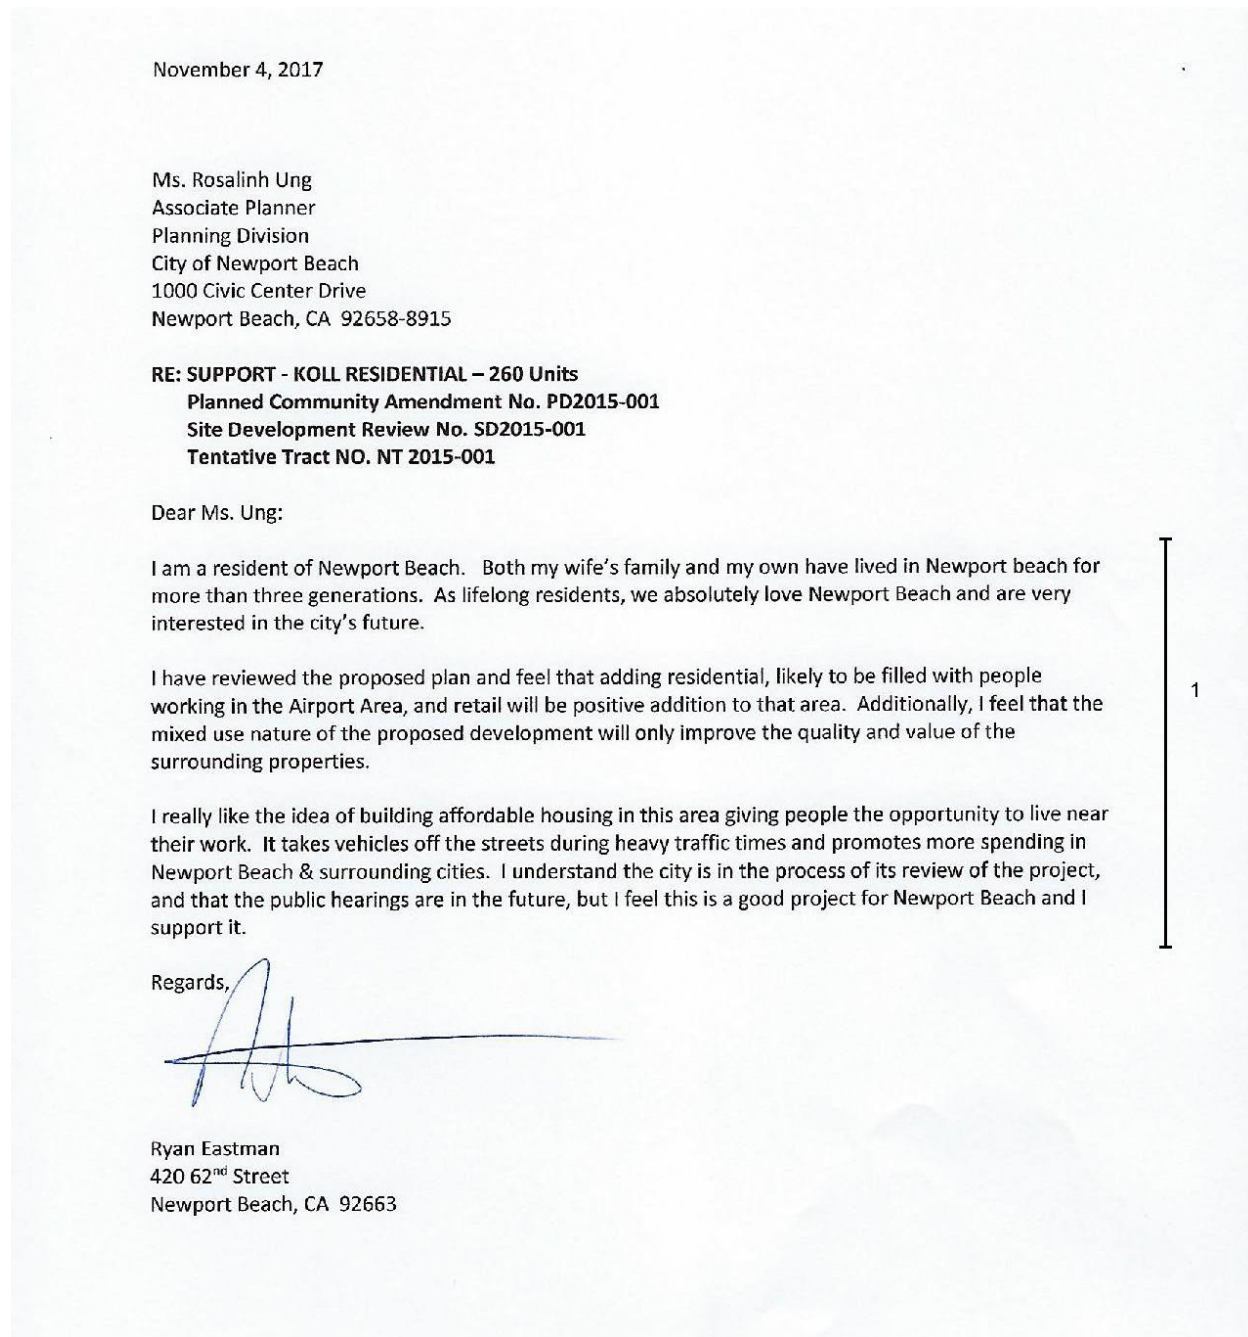 November 4, 2017
Ms. Rosalinh Ung
Associate Planner
Planning Division
City of Newport Beach
1000 Civic Center Drive
Newport Beach, CA  92658-8915
RE: SUPPORT - KOLL RESIDENTIAL – 260 Units
Planned Community Amendment No. PD2015-001
Site Development Review No. SD2015-001
Tentative Tract NO. NT 2015-001
Dear Ms. Ung:
I am a resident of Newport Beach.   Both my wife's family and my own have lived in Newport beach for
more than three generations.  As lifelong residents, we absolutely love Newport Beach and are very
interested in the city's future.
I have reviewed the proposed plan and feel that adding residential, likely to be filled with people
working in the Airport Area, and retail will be positive addition to that area.  Additionally, I feel that the
mixed use nature of the proposed development will only improve the quality and value of the
surrounding properties.
1
I really like the idea of building affordable housing in this area giving people the opportunity to live near
their work.  It takes vehicles off the streets during heavy traffic times and promotes more spending in
Newport Beach & surrounding cities.  I understand the city is in the process of its review of the project,
and that the public hearings are in the future, but I feel this is a good project for Newport Beach and I
support it.
Regards,
Ryan Eastman
420 62nd Street
Newport Beach, CA  92663